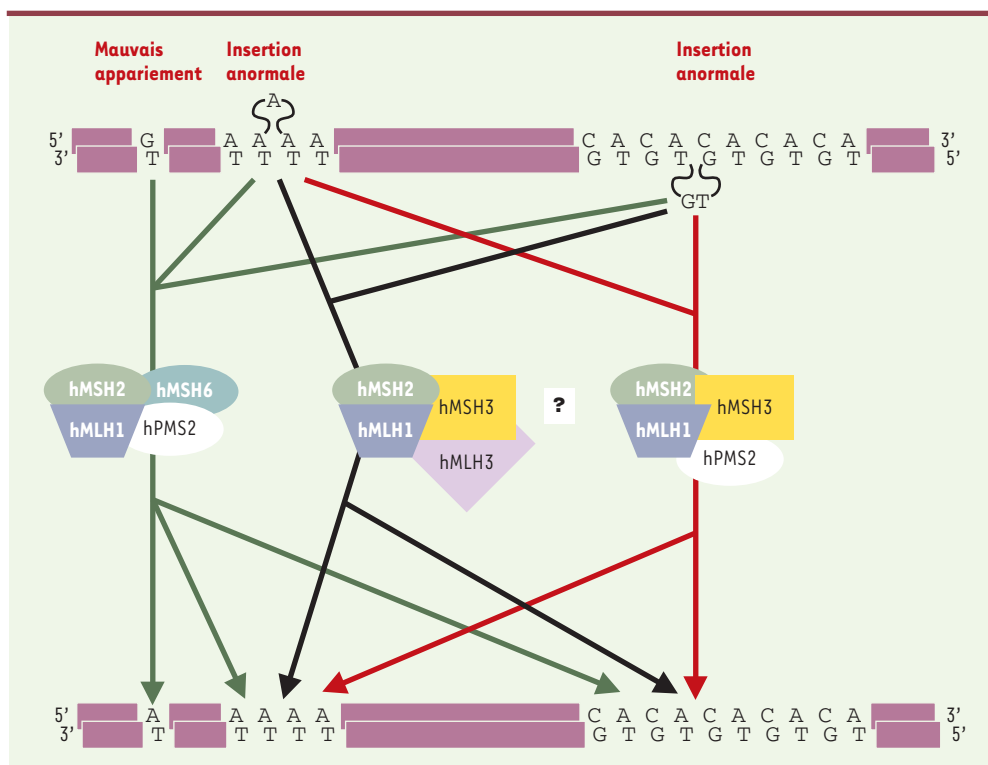 Mauvais appariement
Insertion anormale
Insertion anormale
A
5’ G A A A A C A C A C A C A C A 3’
3’ T T T T T G T G T G T G T G T 5’
GT
hMSH2 hMSH6
hMLH1 hPMS2
hMSH2 hMSH3
hMLH1 hMLH3
?
hMSH2 hMSH3
hMLH1 hPMS2
5’ A A A A A C A C A C A C A C A 3’
3’ T T T T T G T G T G T G T G T 5’